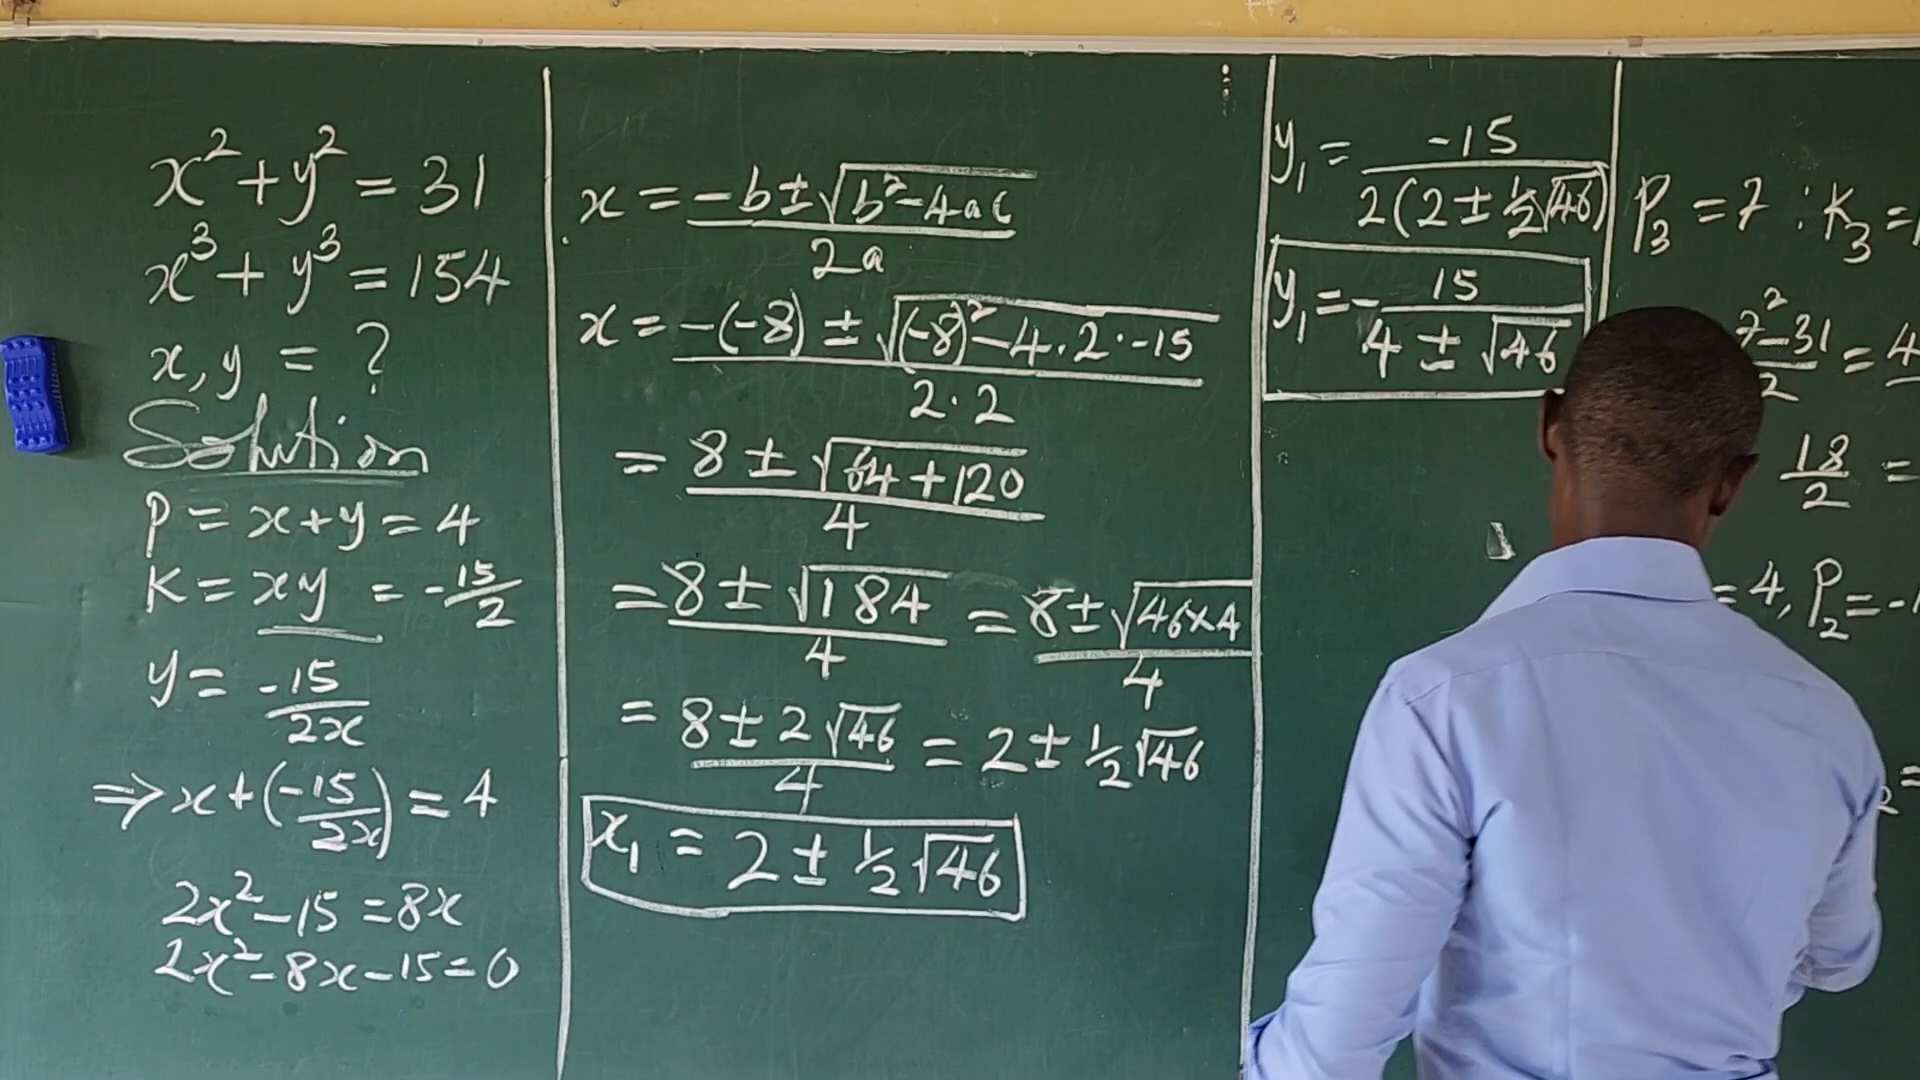 x² + y² = 31
x³ + y³ = 154
x, y = ?
Solution
P = x + y = 4
K = xy = -15/2
y = -15/2x
⇒ x + (-15/2x) = 4
2x² - 15 = 8x
2x² - 8x - 15 = 0
x = -b ± √(b² - 4ac) / 2a
x = -(-8) ± √((-8)² - 4 · 2 · -15) / 2 · 2
= 8 ± √(64 + 120) / 4
= 8 ± √184 / 4 = 8 ± √(46 × 4) / 4
= 8 ± 2√46 / 4 = 2 ± ½√46
x₁ = 2 ± ½√46
y₁ = -15 / 2(2 ± ½√46)
y₁ = - 15 / 4 ± √46
P₃ = 7 : K₃ =
7² - 31 / 2 =
18/2 =
= 4, P₂ = -